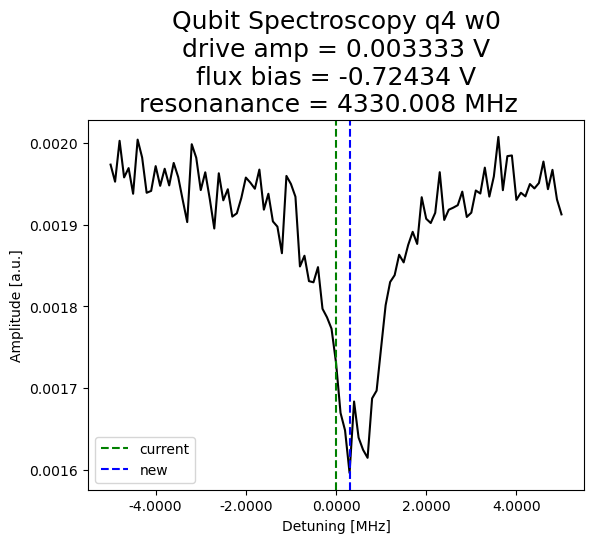 Qubit Spectroscopy q4 w0
drive amp = 0.003333 V
flux bias = -0.72434 V
resonanance = 4330.008 MHz
0.0020
0.0019
0.0018
0.0017
0.0016
Amplitude [a.u.]
current
new
-4.0000 -2.0000 0.0000 2.0000 4.0000
Detuning [MHz]